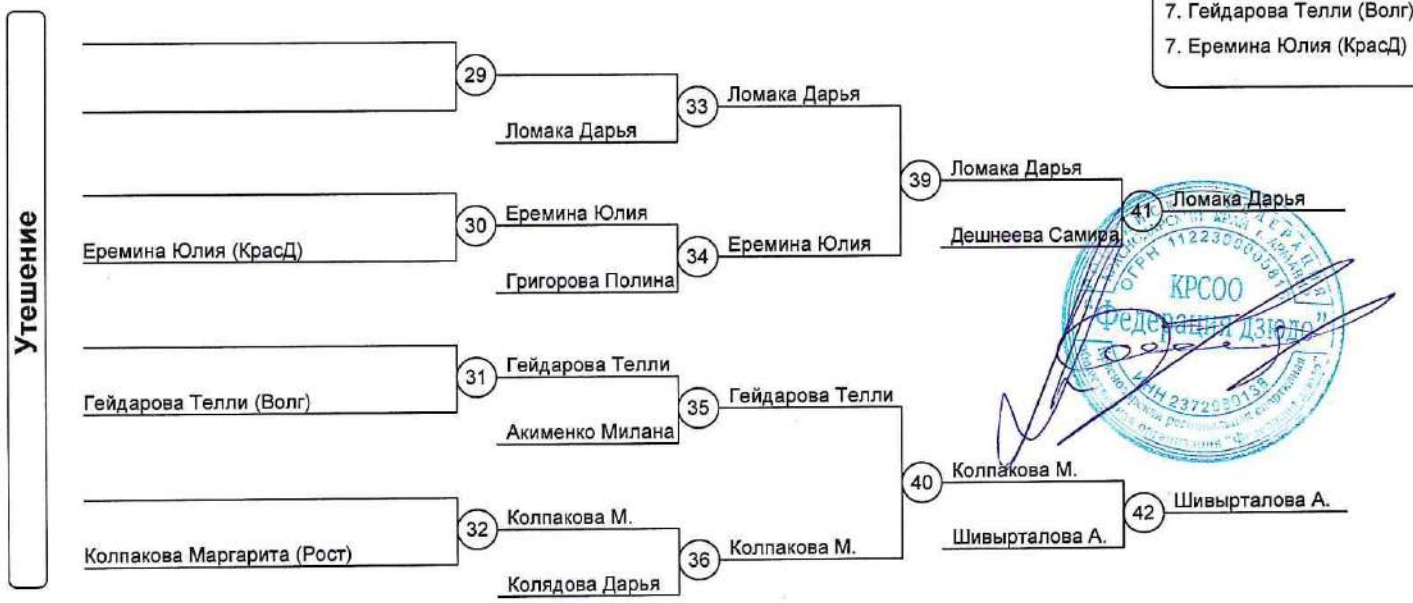 7. Гейдарова Телли (Волг)
7. Еремина Юлия (КрасД)
Утешение
29
Ломака Дарья
33
Ломака Дарья
39
Ломака Дарья
41
Ломака Дарья
Дешнеева Самира
30
Еремина Юлия
Еремина Юлия (КрасД)
34
Еремина Юлия
Григорова Полина
31
Гейдарова Телли
Гейдарова Телли (Волг)
35
Гейдарова Телли
Акименко Милана
40
Колпакова М.
42
Шивырталова А.
Шивырталова А.
32
Колпакова М.
Колпакова Маргарита (Рост)
36
Колпакова М.
Колядова Дарья
КРСОО
"Федерация дзюдо"